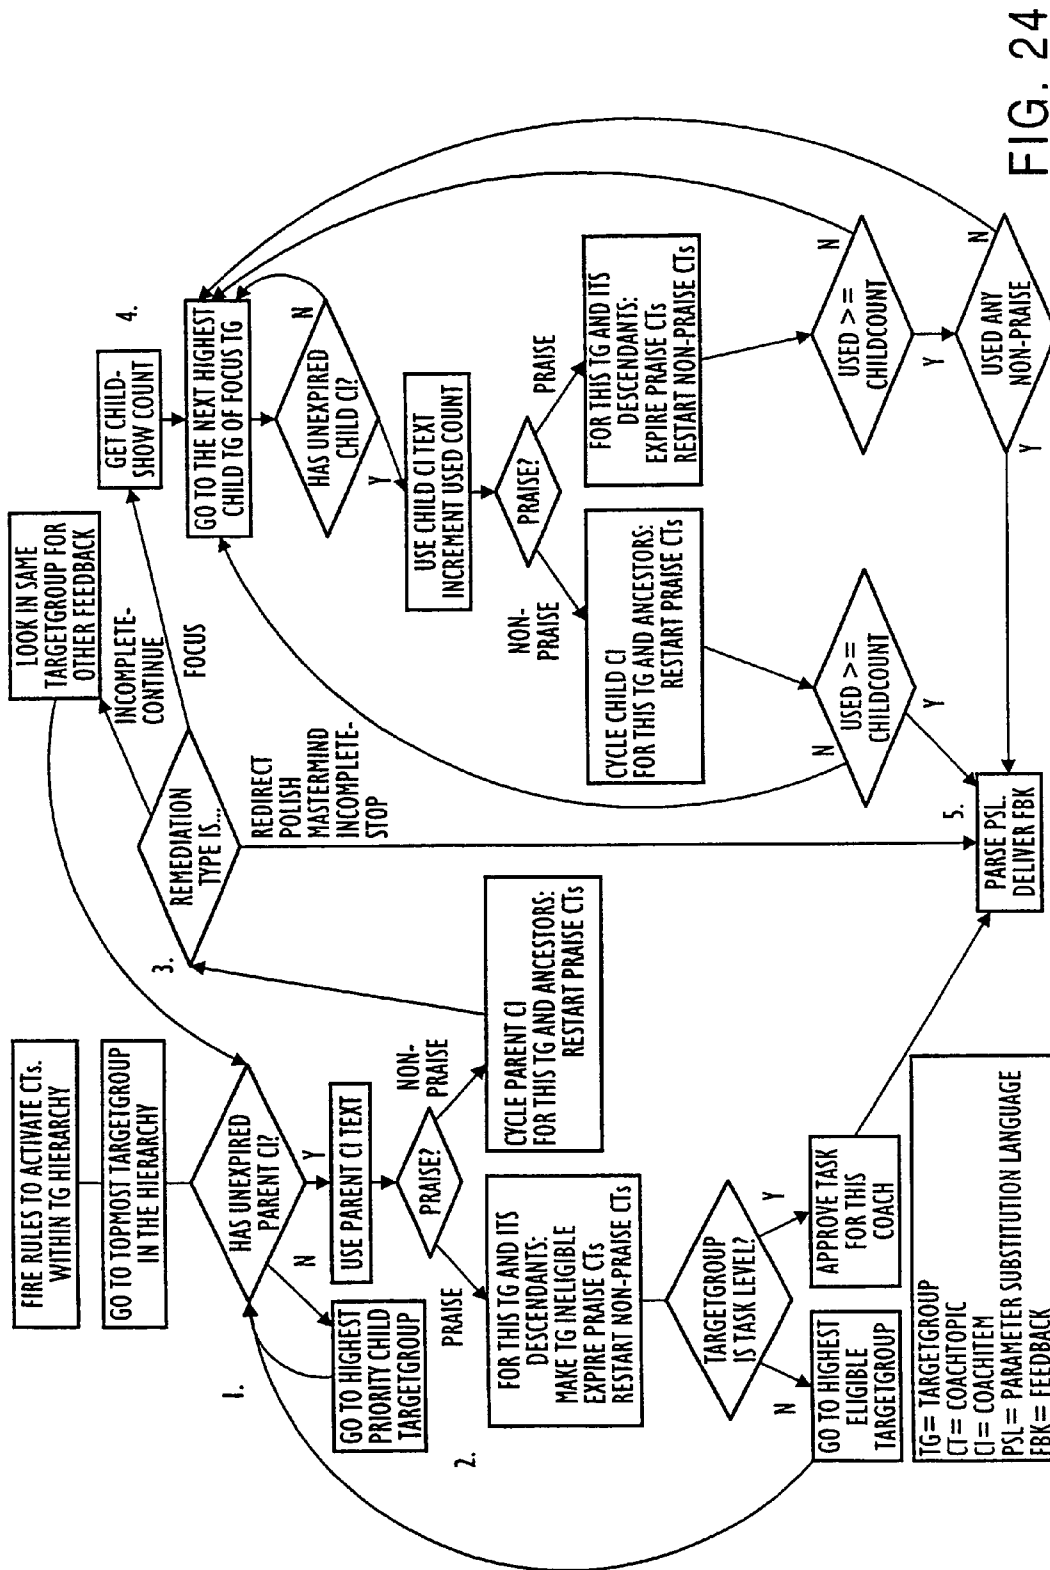 FIRE RULES TO ACTIVATE CTs.
WITHIN TG HIERARCHY
GO TO TOPMOST TARGETGROUP
IN THE HIERARCHY
1.
HAS UNEXPIRED
PARENT CI?
N
Y
GO TO HIGHEST
PRIORITY CHILD
TARGETGROUP
USE PARENT CI TEXT
2.
PRAISE?
PRAISE
NON-
PRAISE
FOR THIS TG AND ITS
DESCENDANTS:
MAKE TG INELIGIBLE
EXPIRE PRAISE CTs
RESTART NON-PRAISE CTs
CYCLE PARENT CI
FOR THIS TG AND ANCESTORS:
RESTART PRAISE CTs
TARGETGROUP
IS TASK LEVEL?
N
Y
GO TO HIGHEST
ELIGIBLE
TARGETGROUP
APPROVE TASK
FOR THIS
COACH
TG= TARGETGROUP
CT= COACHTOPIC
CI= COACHITEM
PSL= PARAMETER SUBSTITUTION LANGUAGE
FBK= FEEDBACK
3.
REMEDIATION
TYPE IS...
LOOK IN SAME
TARGETGROUP FOR
OTHER FEEDBACK
INCOMPLETE-
CONTINUE
FOCUS
REDIRECT
POLISH
MASTERMIND
INCOMPLETE-
STOP
4.
GET CHILD-
SHOW COUNT
GO TO THE NEXT HIGHEST
CHILD TG OF FOCUS TG
HAS UNEXPIRED
CHILD CI?
N
Y
USE CHILD CI TEXT
INCREMENT USED COUNT
PRAISE?
NON-
PRAISE
PRAISE
CYCLE CHILD CI
FOR THIS TG AND ANCESTORS:
RESTART PRAISE CTs
FOR THIS TG AND ITS
DESCENDANTS:
EXPIRE PRAISE CTs
RESTART NON-PRAISE CTs
USED >=
CHILDCOUNT
N
Y
USED >=
CHILDCOUNT
N
Y
USED ANY
NON-PRAISE
N
Y
5.
PARSE PSL.
DELIVER FBK
FIG. 24